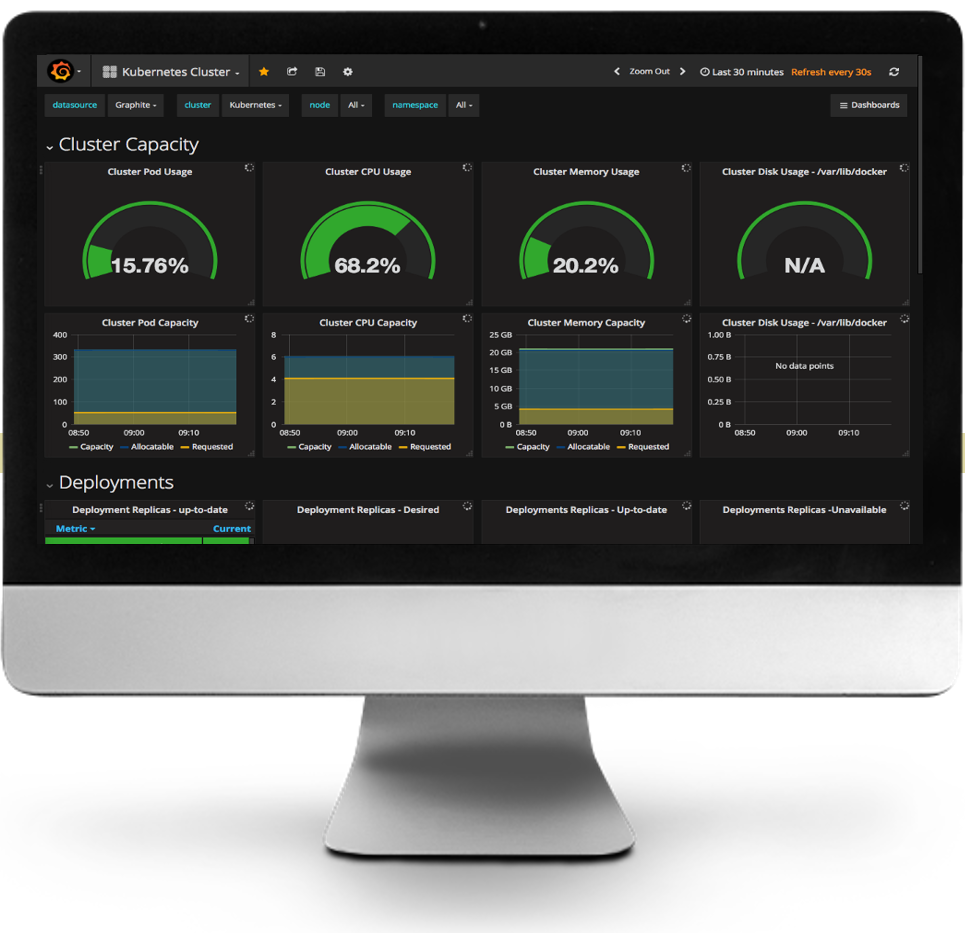 Kubernetes Cluster
Zoom Out
Last 30 minutes Refresh every 30s
datasource Graphite cluster Kubernetes node All namespace All
Dashboards
Cluster Capacity
Cluster Pod Usage
15.76%
Cluster CPU Usage
68.2%
Cluster Memory Usage
20.2%
Cluster Disk Usage - /var/lib/docker
N/A
Cluster Pod Capacity
400
300
200
100
0
08:50 09:00 09:10
Capacity Allocatable Requested
Cluster CPU Capacity
8
6
4
2
0
08:50 09:00 09:10
Capacity Allocatable Requested
Cluster Memory Capacity
25 GB
20 GB
15 GB
10 GB
5 GB
0 B
08:50 09:00 09:10
Capacity Allocatable Requested
Cluster Disk Usage - /var/lib/docker
1.00 B
0.75 B
0.50 B
0.25 B
0 B
No data points
08:50 09:00 09:10
Deployments
Deployment Replicas - up-to-date
Metric Current
Deployment Replicas - Desired
Deployments Replicas - Up-to-date
Deployments Replicas -Unavailable